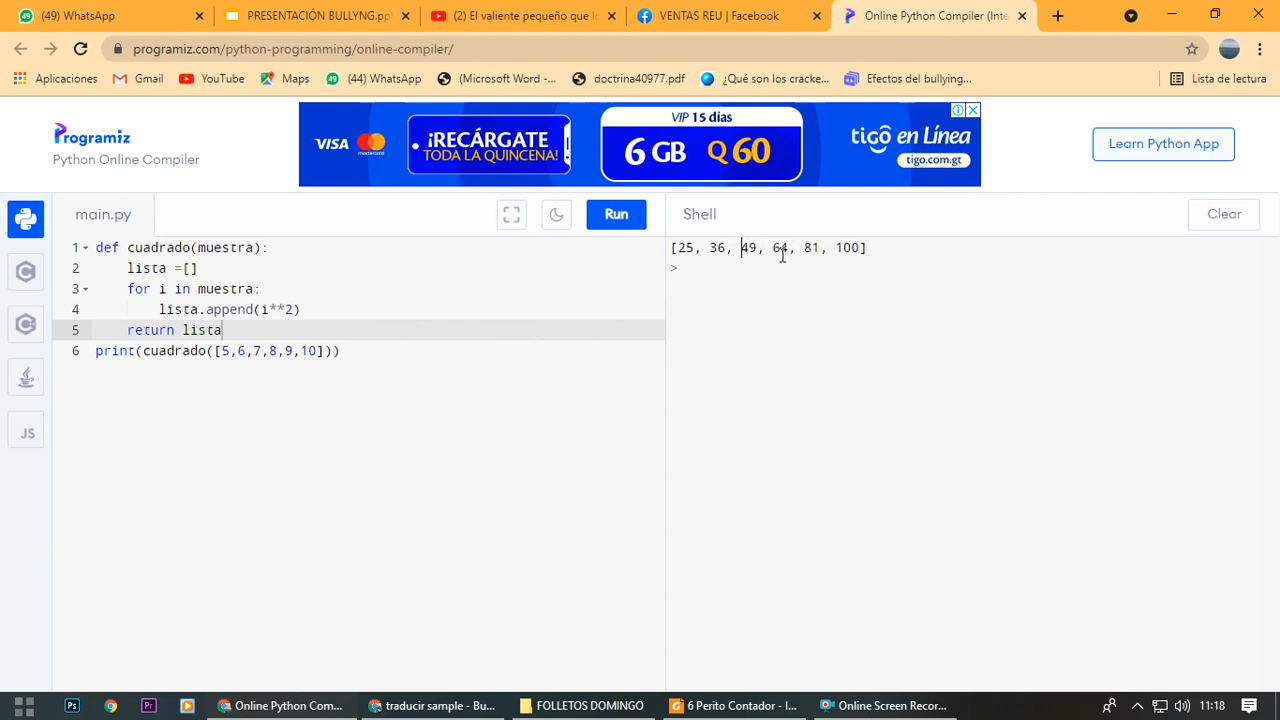 (49) WhatsApp
PRESENTACIÓN BULLYNG.pp
(2) El valiente pequeño que l
VENTAS REU | Facebook
Online Python Compiler (Inte
programiz.com/python-programming/online-compiler/
Aplicaciones
Gmail
YouTube
Maps
(44) WhatsApp
(Microsoft Word -...
doctrina40977.pdf
¿Qué son los cracke...
Efectos del bullying...
Lista de lectura
Programiz
Python Online Compiler
VISA mastercard
¡RECÁRGATE
TODA LA QUINCENA!
VIP 15 días
6 GB Q60
tigo en Línea
tigo.com.gt
Learn Python App
main.py
Run
Shell
Clear
1 def cuadrado(muestra):
2 lista =[]
3 for i in muestra:
4 lista.append(i**2)
5 return lista
6 print(cuadrado([5,6,7,8,9,10]))
[25, 36, 49, 64, 81, 100]
>
JS
Ps
Pr
Online Python Com...
traducir sample - Bu...
FOLLETOS DOMINGO
6 Perito Contador - I...
Online Screen Recor...
11:18